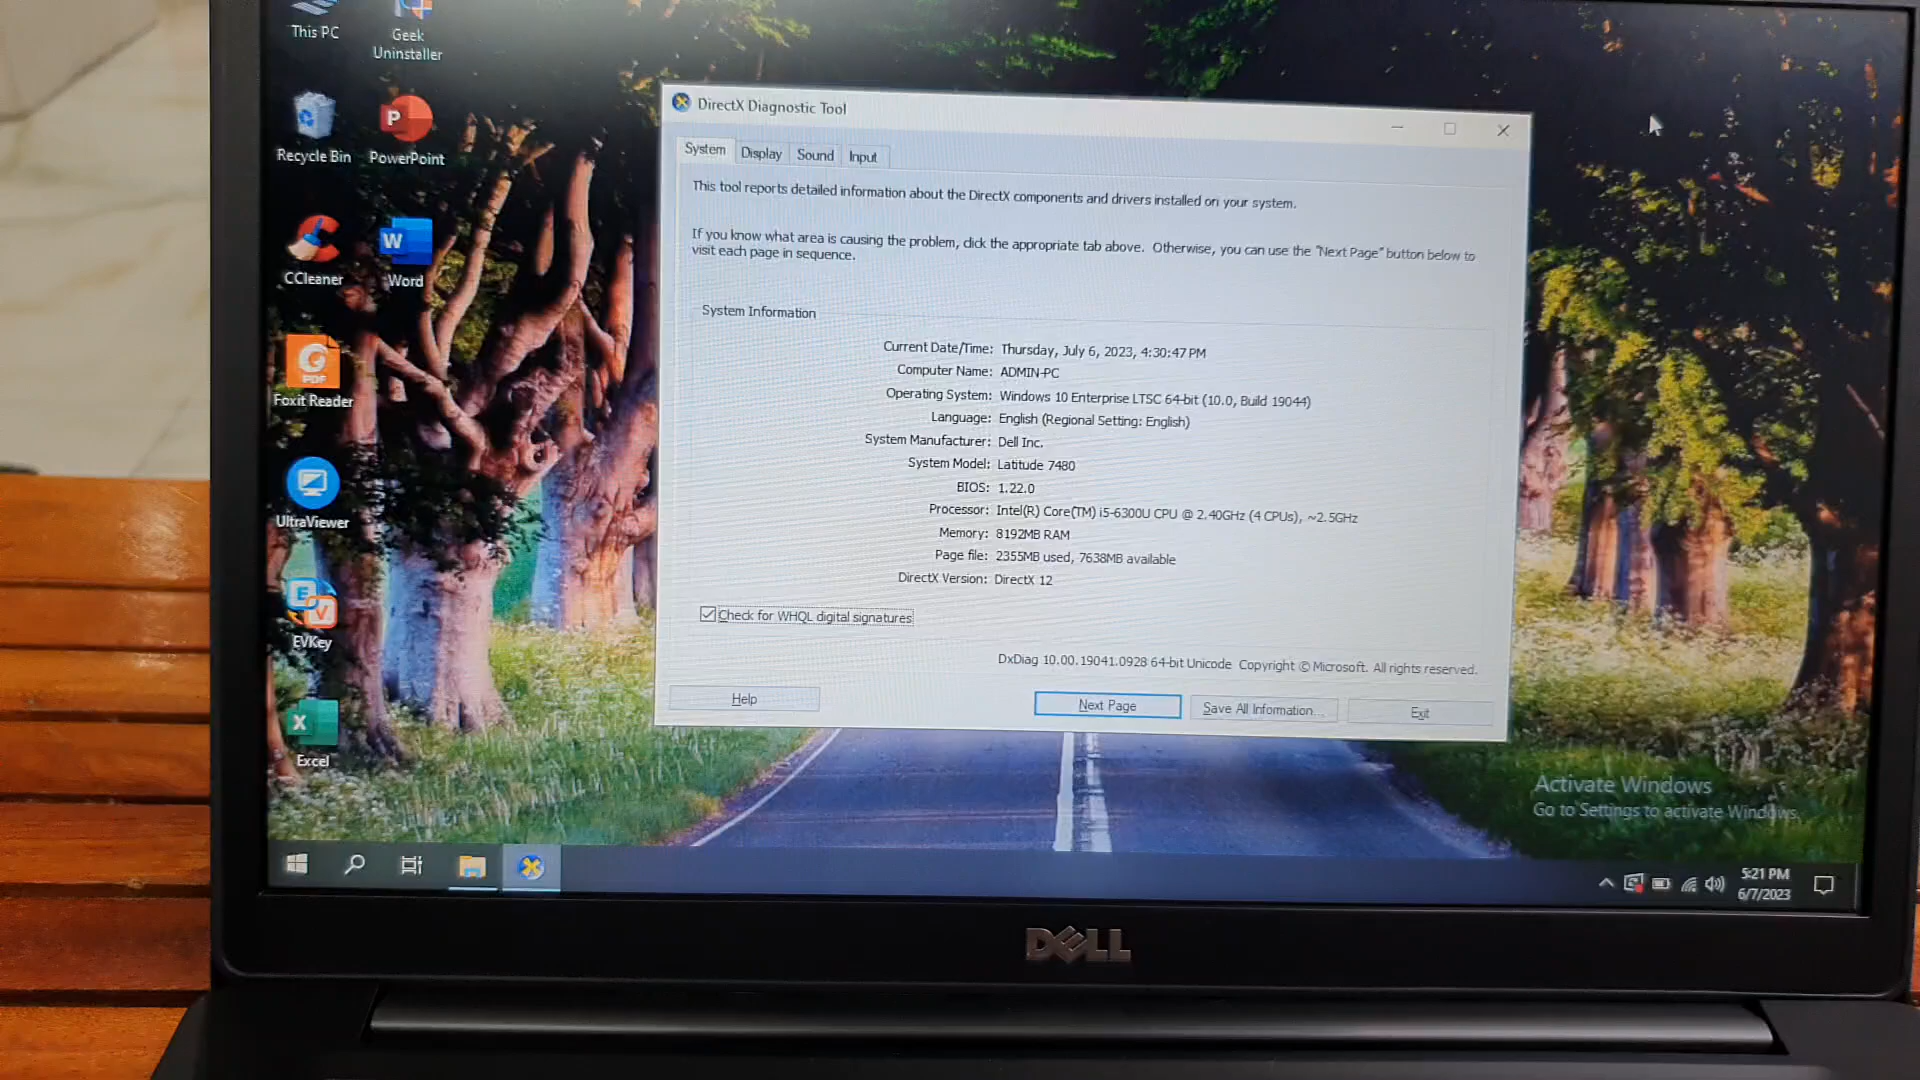 This PC
Geek
Uninstaller
Recycle Bin
PowerPoint
CCleaner
Word
Foxit Reader
UltraViewer
EVKey
Excel
DirectX Diagnostic Tool
System
Display
Sound
Input
This tool reports detailed information about the DirectX components and drivers installed on your system.
If you know what area is causing the problem, click the appropriate tab above. Otherwise, you can use the "Next Page" button below to
visit each page in sequence.
System Information
Current Date/Time: Thursday, July 6, 2023, 4:30:47 PM
Computer Name: ADMIN-PC
Operating System: Windows 10 Enterprise LTSC 64-bit (10.0, Build 19044)
Language: English (Regional Setting: English)
System Manufacturer: Dell Inc.
System Model: Latitude 7480
BIOS: 1.22.0
Processor: Intel(R) Core(TM) i5-6300U CPU @ 2.40GHz (4 CPUs), ~2.5GHz
Memory: 8192MB RAM
Page file: 2355MB used, 7638MB available
DirectX Version: DirectX 12
Check for WHQL digital signatures
DxDiag 10.00.19041.0928 64-bit Unicode Copyright © Microsoft. All rights reserved.
Help
Next Page
Save All Information...
Exit
Activate Windows
Go to Settings to activate Windows.
5:21 PM
6/7/2023
DELL